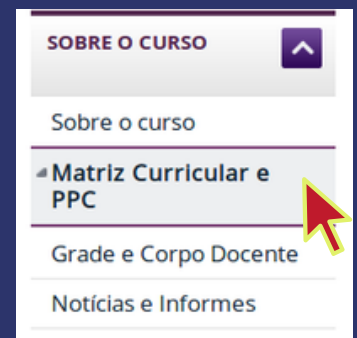 SOBRE O CURSO
Sobre o curso
Matriz Curricular e
PPC
Grade e Corpo Docente
Notícias e Informes